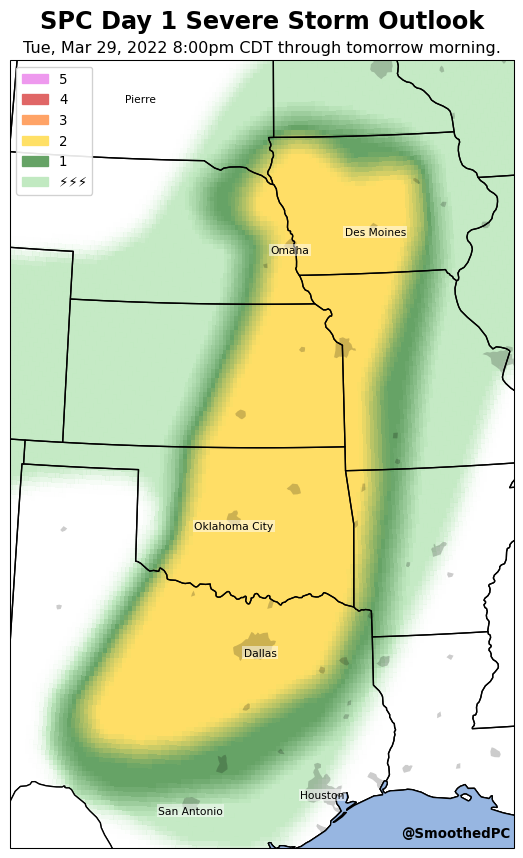 SPC Day 1 Severe Storm Outlook
Tue, Mar 29, 2022 8:00pm CDT through tomorrow morning.
5
4
3
2
1
⚡⚡⚡
Pierre
Des Moines
Omaha
Oklahoma City
Dallas
Houston
San Antonio
@SmoothedPC